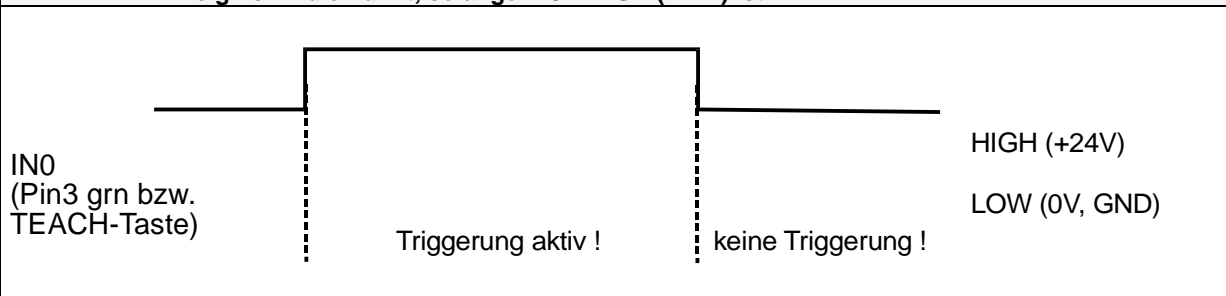 IN0
(Pin3 grn bzw.
TEACH-Taste)
HIGH (+24V)
LOW (0V, GND)
Triggerung aktiv !
keine Triggerung !